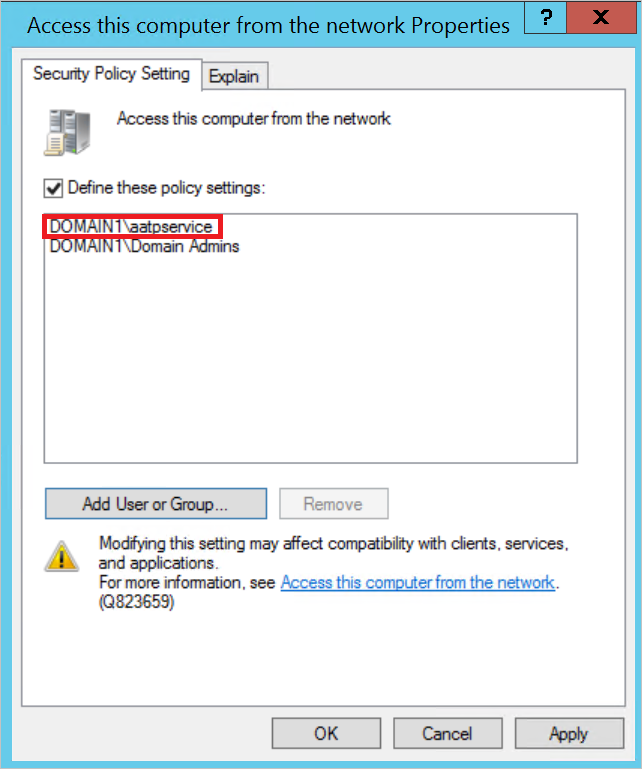 Access this computer from the network Properties
?
X
Security Policy Setting
Explain
Access this computer from the network
Define these policy settings:
DOMAIN1\aatpservice
DOMAIN1\Domain Admins
Add User or Group...
Remove
Modifying this setting may affect compatibility with clients, services,
and applications.
For more information, see Access this computer from the network.
(Q823659)
OK
Cancel
Apply